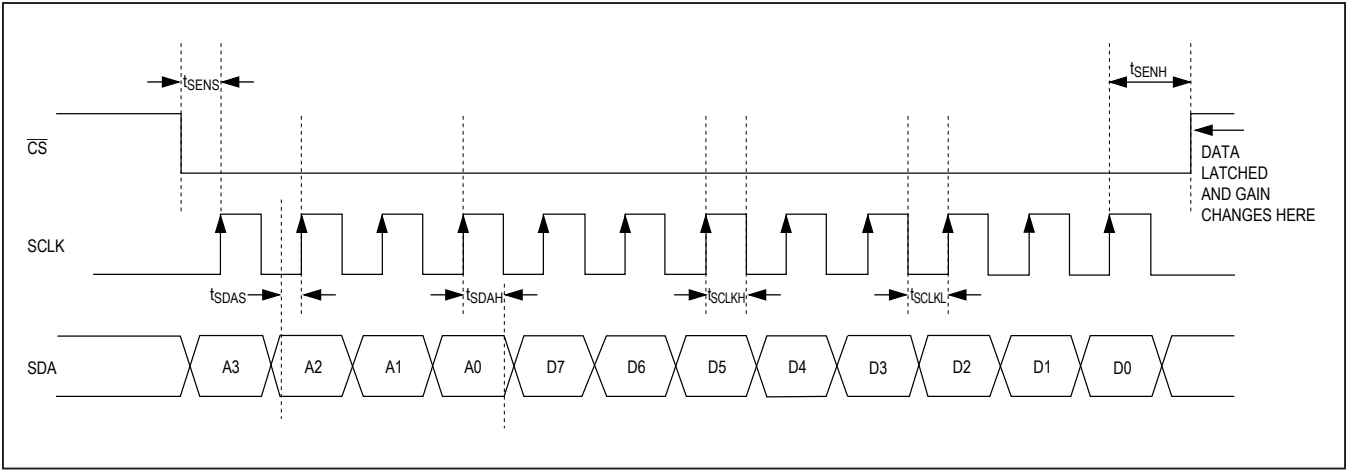 tSENS
tSENH
CS
DATA
LATCHED
AND GAIN
CHANGES HERE
SCLK
tSDAS
tSDAH
tSCLKH
tSCLKL
SDA
A3
A2
A1
A0
D7
D6
D5
D4
D3
D2
D1
D0